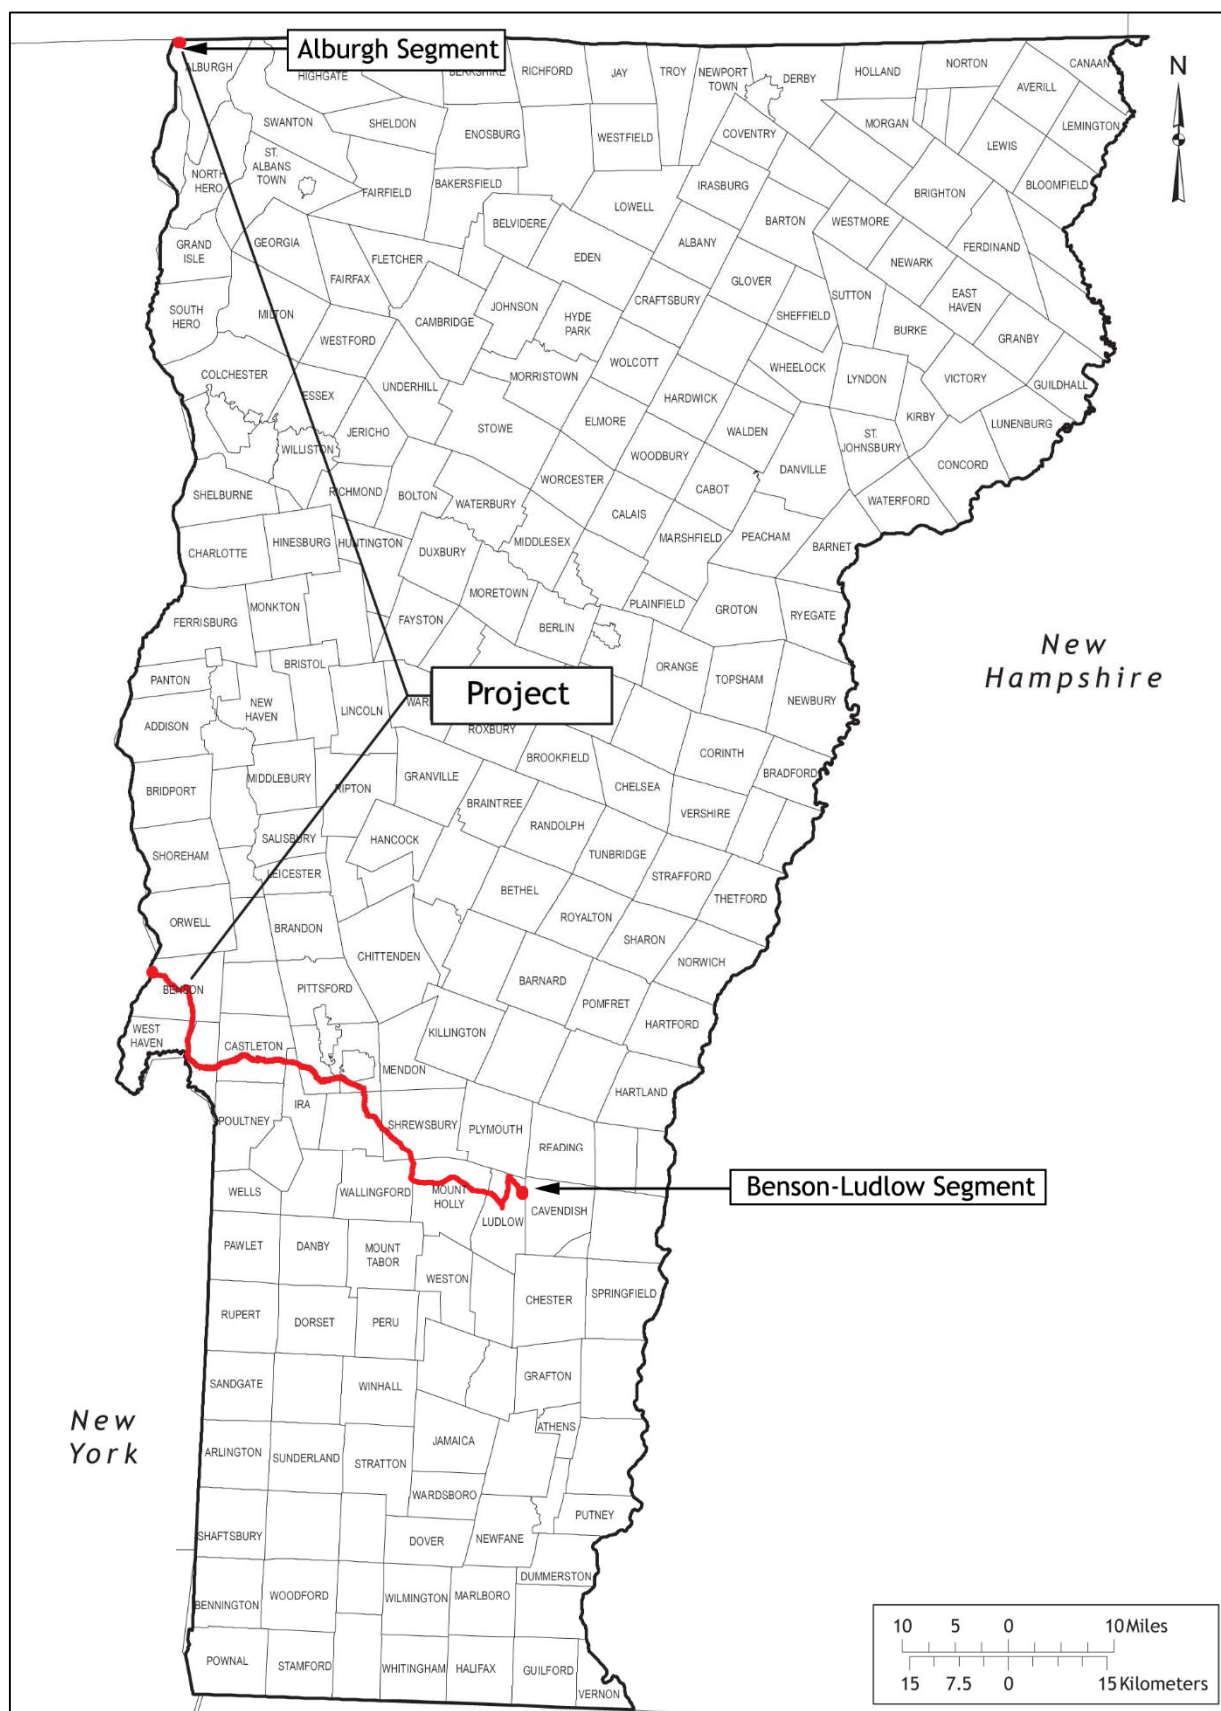 Alburgh Segment
ALBURGH
HIGHGATE
BERKSHIRE
RICHFORD
JAY
TROY
NEWPORT
TOWN
DERBY
HOLLAND
NORTON
CANAAN
AVERILL
N
LEMINGTON
SWANTON
SHELDON
ENOSBURG
WESTFIELD
COVENTRY
MORGAN
LEWIS
ST.
ALBANS
TOWN
NORTH
HERO
FAIRFIELD
BAKERSFIELD
LOWELL
IRASBURG
BRIGHTON
BLOOMFIELD
BELVIDERE
BARTON
WESTMORE
GRAND
ISLE
GEORGIA
FLETCHER
EDEN
ALBANY
NEWARK
FERDINAND
FAIRFAX
GLOVER
SOUTH
HERO
MILTON
CAMBRIDGE
JOHNSON
HYDE
PARK
CRAFTSBURY
SHEFFIELD
SUTTON
EAST
HAVEN
BURKE
GRANBY
WESTFORD
WOLCOTT
COLCHESTER
ESSEX
UNDERHILL
MORRISTOWN
HARDWICK
WHEELOCK
LYNDON
VICTORY
GUILDHALL
KIRBY
LUNENBURG
JERICHO
STOWE
ELMORE
WALDEN
ST.
JOHNSBURY
WILLISTON
WOODBURY
DANVILLE
CONCORD
SHELBURNE
RICHMOND
BOLTON
WATERBURY
WORCESTER
CABOT
WATERFORD
CALAIS
CHARLOTTE
HINESBURG
HUNTINGTON
DUXBURY
MIDDLESEX
MARSHFIELD
PEACHAM
BARNET
MONKTON
MORETOWN
PLAINFIELD
GROTON
RYEGATE
FERRISBURG
FAYSTON
BERLIN
New
Hampshire
PANTON
BRISTOL
ORANGE
TOPSHAM
NEWBURY
Project
NEW
HAVEN
LINCOLN
WAR
ADDISON
ROXBURY
BROOKFIELD
CORINTH
BRADFORD
BRIDPORT
MIDDLEBURY
RIPTON
GRANVILLE
CHELSEA
VERSHIRE
BRAINTREE
RANDOLPH
SHOREHAM
SALISBURY
HANCOCK
TUNBRIDGE
LEICESTER
STRAFFORD
THETFORD
BETHEL
ORWELL
BRANDON
ROYALTON
SHARON
CHITTENDEN
NORWICH
BENSON
PITTSFORD
BARNARD
POMFRET
WEST
HAVEN
CASTLETON
KILLINGTON
HARTFORD
MENDON
HARTLAND
IRA
POULTNEY
SHREWSBURY
PLYMOUTH
READING
WELLS
WALLINGFORD
MOUNT
HOLLY
Benson-Ludlow Segment
LUDLOW
CAVENDISH
PAWLET
DANBY
MOUNT
TABOR
WESTON
CHESTER
SPRINGFIELD
RUPERT
DORSET
PERU
SANDGATE
WINHALL
GRAFTON
New
York
ATHENS
ARLINGTON
SUNDERLAND
STRATTON
JAMAICA
WARDSBORO
PUTNEY
SHAFTSBURY
DOVER
NEWFANE
DUMMERSTON
BENNINGTON
WOODFORD
WILMINGTON
MARLBORO
POWNAL
STAMFORD
WHITINGHAM
HALIFAX
GUILFORD
VERNON
10 5 0 10 Miles
15 7.5 0 15 Kilometers